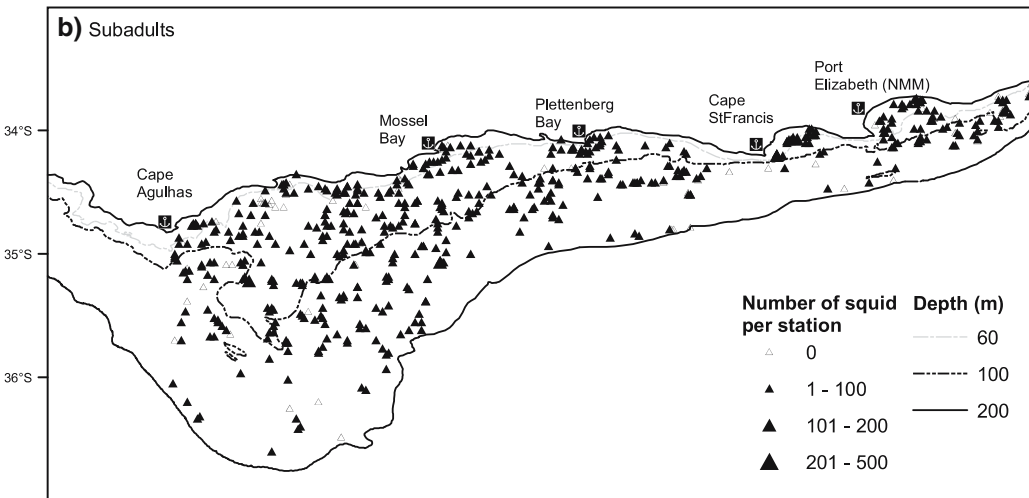 b) Subadults
Port
Elizabeth (NMM)
Cape
StFrancis
Plettenberg
Bay
Mossel
Bay
Cape
Agulhas
34°S
35°S
36°S
Number of squid
per station
0
1 - 100
101 - 200
201 - 500
Depth (m)
60
100
200